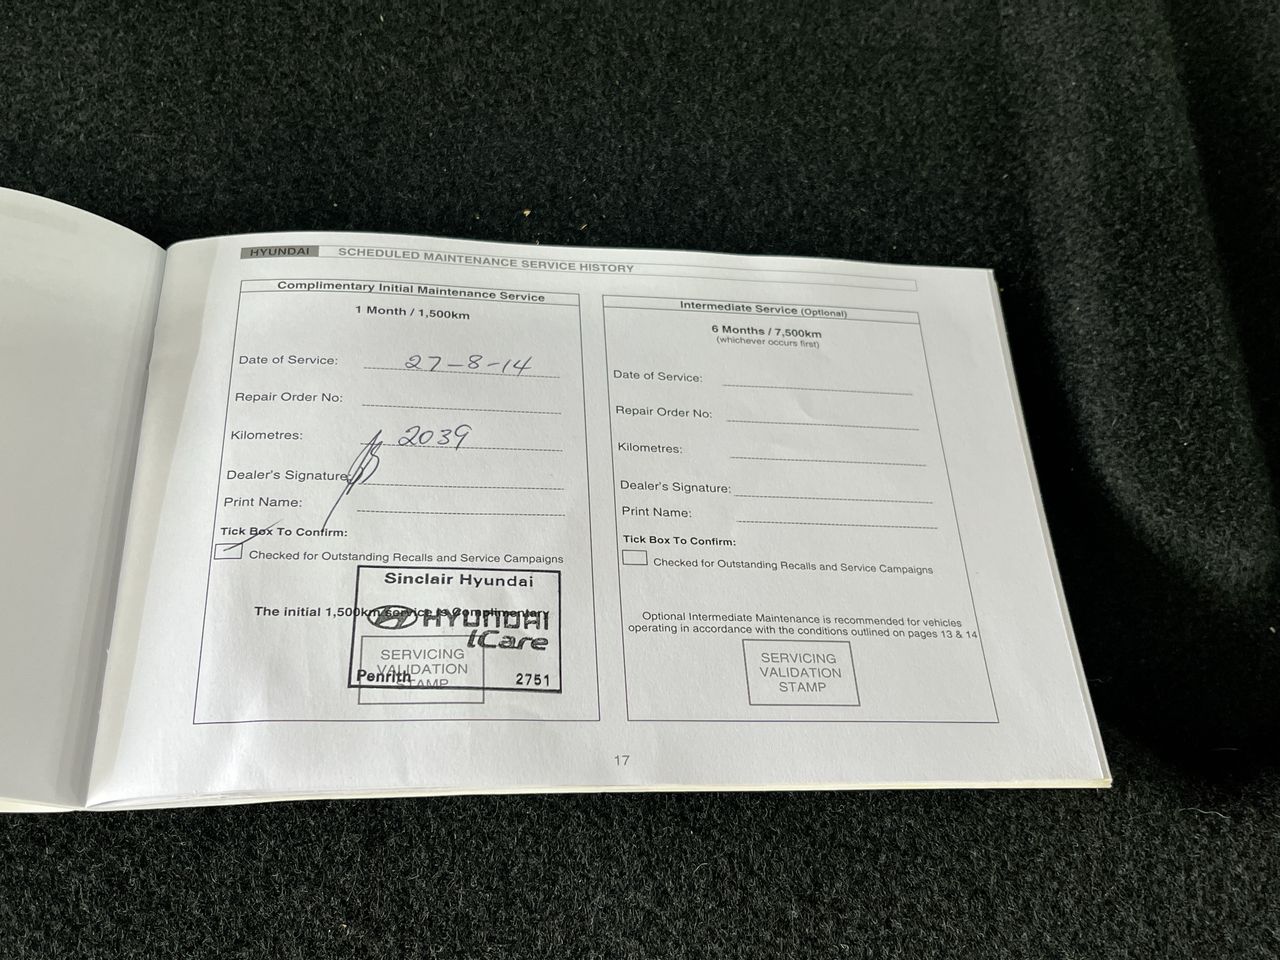 HYUNDAI SCHEDULED MAINTENANCE SERVICE HISTORY
Complimentary Initial Maintenance Service
1 Month / 1,500km
Date of Service: 27-8-14
Repair Order No:
Kilometres: 2039
Dealer's Signature:
Print Name:
Tick Box To Confirm:
Checked for Outstanding Recalls and Service Campaigns
The initial 1,500km service is Complimentary
Sinclair Hyundai
HYUNDAI
iCare
Penrith 2751
SERVICING
VALIDATION
STAMP
Intermediate Service (Optional)
6 Months / 7,500km
(whichever occurs first)
Date of Service:
Repair Order No:
Kilometres:
Dealer's Signature:
Print Name:
Tick Box To Confirm:
Checked for Outstanding Recalls and Service Campaigns
Optional Intermediate Maintenance is recommended for vehicles
operating in accordance with the conditions outlined on pages 13 & 14
SERVICING
VALIDATION
STAMP
17